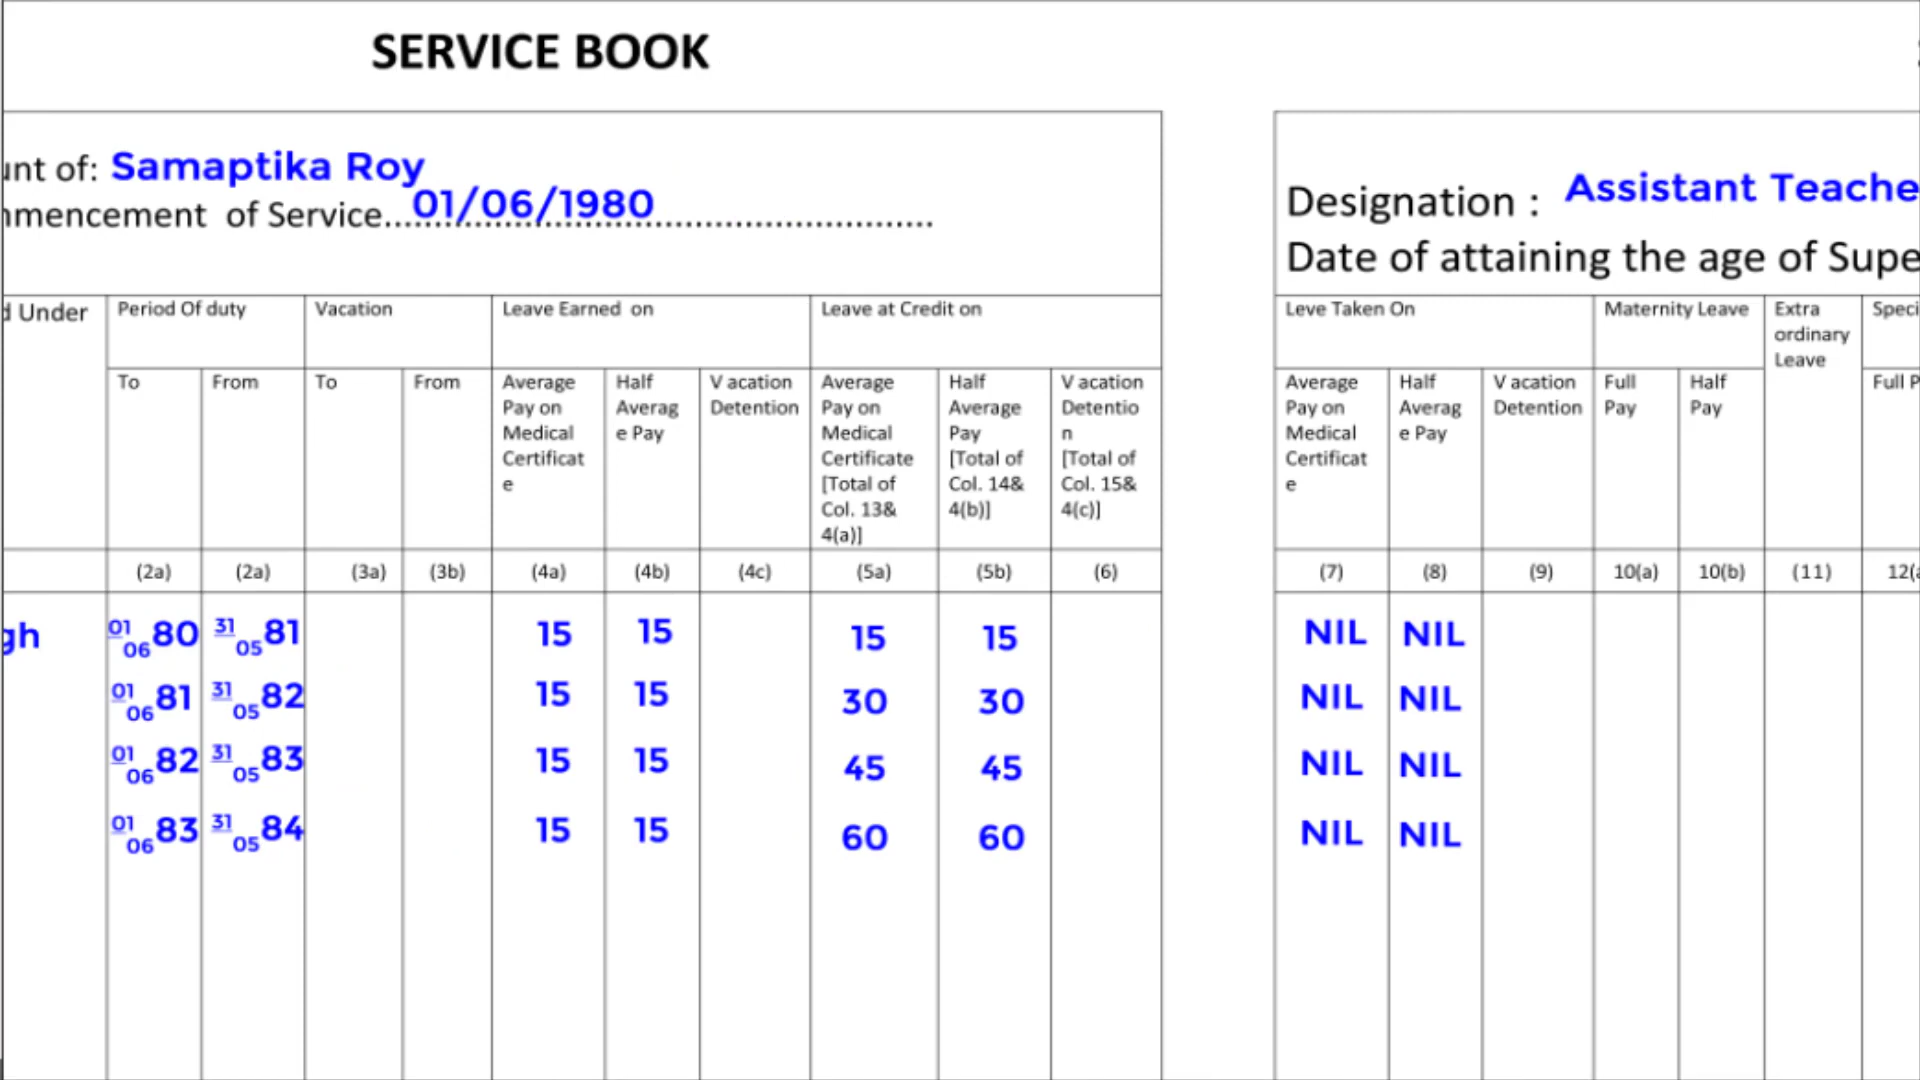 SERVICE BOOK
unt of: Samaptika Roy
mmencement of Service...01/06/1980...
Designation : Assistant Teache
Date of attaining the age of Supe
d Under
Period Of duty
Vacation
Leave Earned on
Leave at Credit on
Leve Taken On
Maternity Leave
Extra
ordinary
Leave
Speci
To
From
To
From
Average
Pay on
Medical
Certificat
e
Half
Averag
e Pay
V acation
Detention
Average
Pay on
Medical
Certificate
[Total of
Col. 13&
4(a)]
Half
Average
Pay
[Total of
Col. 14&
4(b)]
V acation
Detentio
n
[Total of
Col. 15&
4(c)]
Average
Pay on
Medical
Certificat
e
Half
Averag
e Pay
V acation
Detention
Full
Pay
Half
Pay
Full P
(2a) (2a) (3a) (3b) (4a) (4b) (4c) (5a) (5b) (6) (7) (8) (9) 10(a) 10(b) (11) 12(a
gh 01 06 80 31 05 81 15 15 15 15 NIL NIL
01 06 81 31 05 82 15 15 30 30 NIL NIL
01 06 82 31 05 83 15 15 45 45 NIL NIL
01 06 83 31 05 84 15 15 60 60 NIL NIL